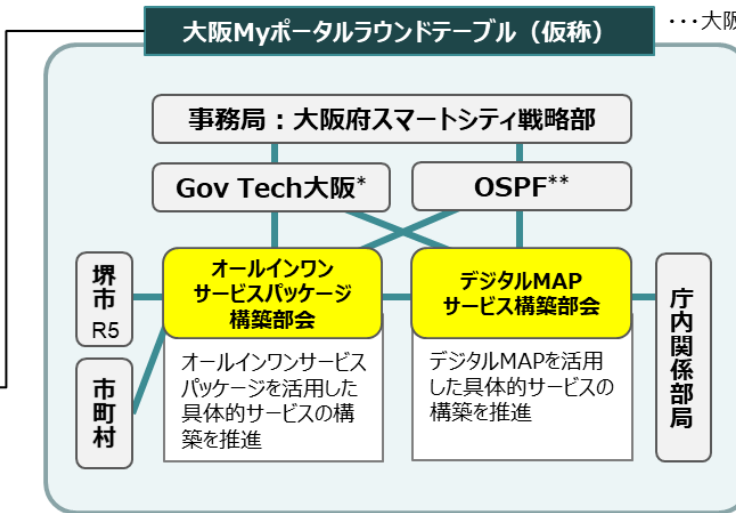 大阪Myポータルラウンドテーブル（仮称）
･･･大阪
事務局：大阪府スマートシティ戦略部
Gov Tech大阪*
OSPF**
堺市
R5
市町村
オールインワン
サービスパッケージ
構築部会
オールインワンサービス
パッケージを活用した
具体的サービスの構
築を推進
デジタルMAP
サービス構築部会
デジタルMAPを活用
した具体的サービスの
構築を推進
庁内関係部局